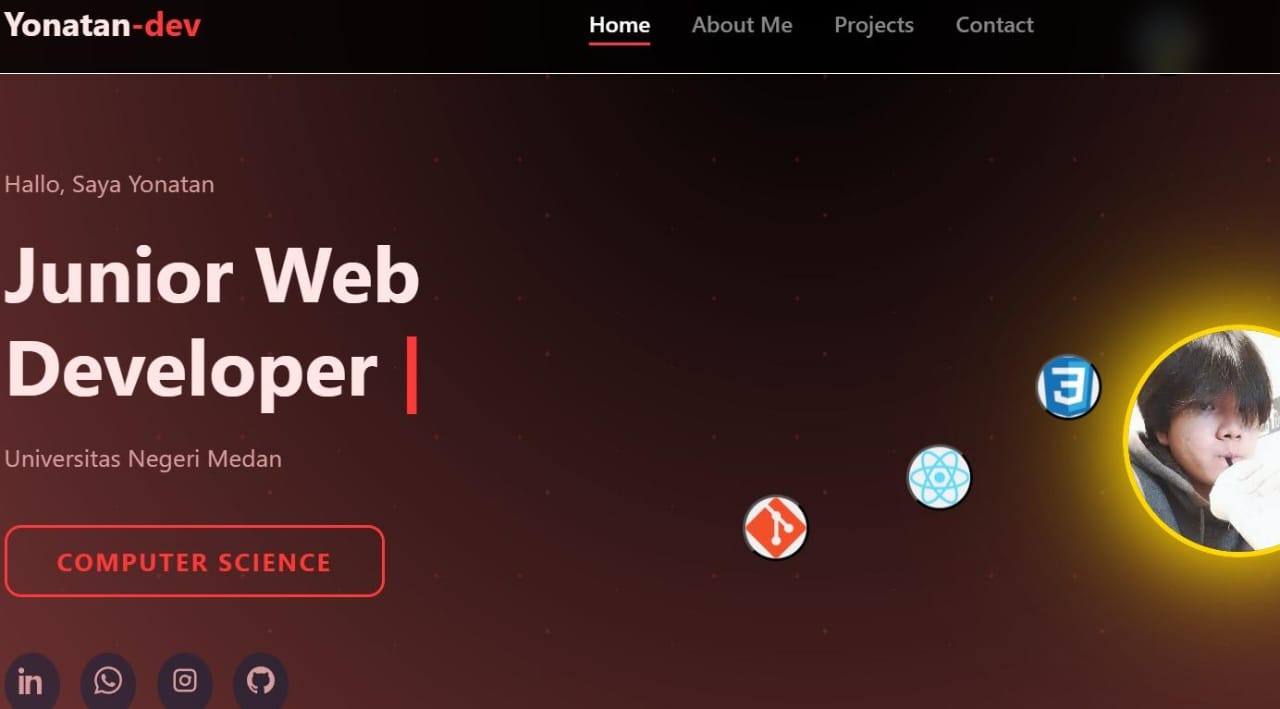 Yonatan-dev
Home About Me Projects Contact
Hallo, Saya Yonatan
Junior Web
Developer |
Universitas Negeri Medan
COMPUTER SCIENCE
in